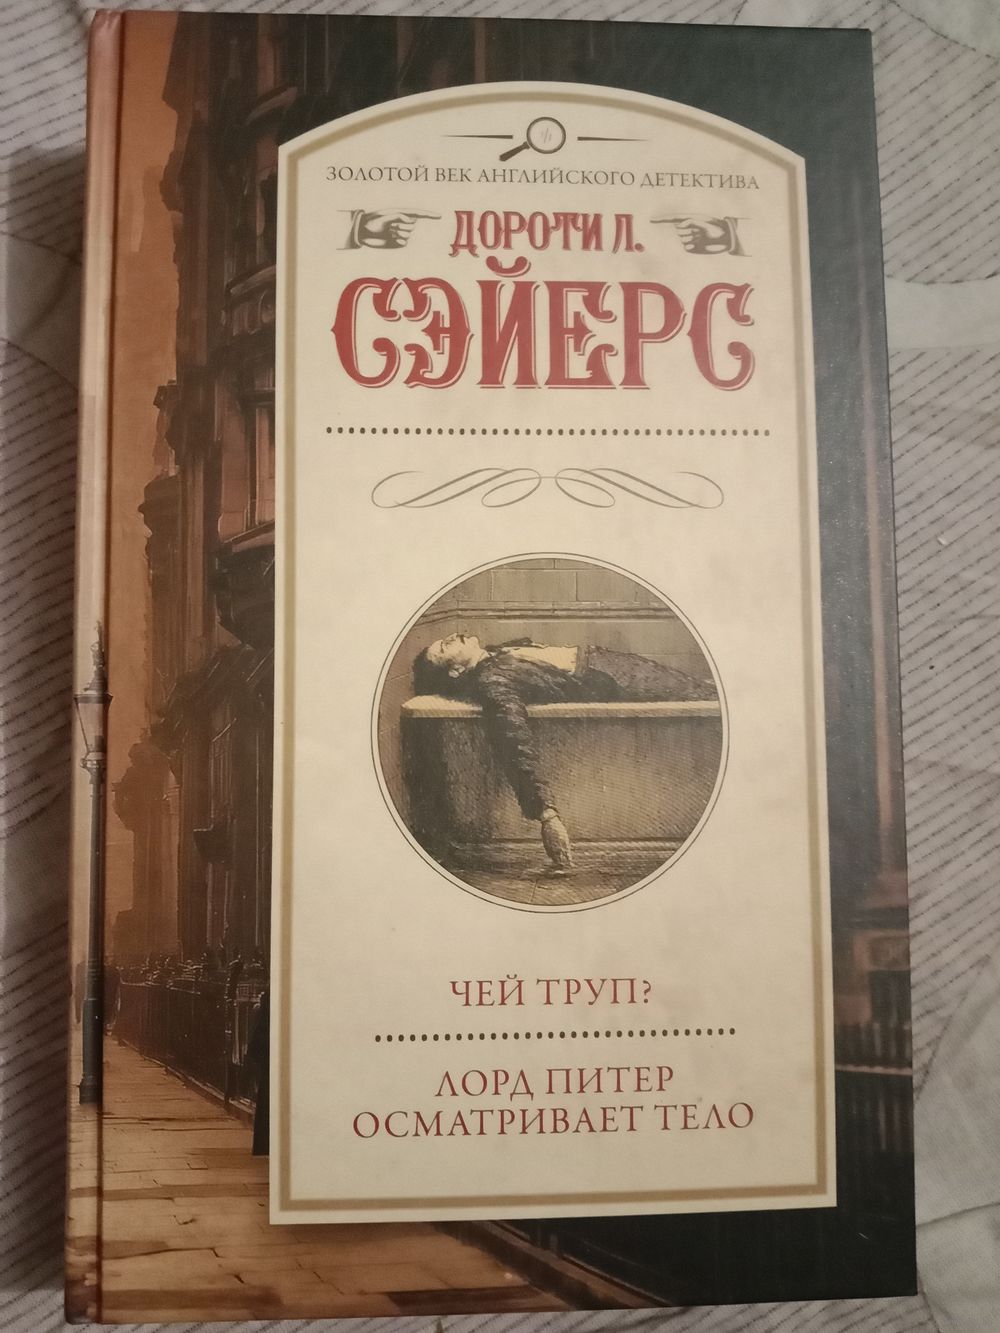 ЗОЛОТОЙ ВЕК АНГЛИЙСКОГО ДЕТЕКТИВА
ДОРОТИ Л.
СЭЙЕРС
ЧЕЙ ТРУП?
ЛОРД ПИТЕР
ОСМАТРИВАЕТ ТЕЛО